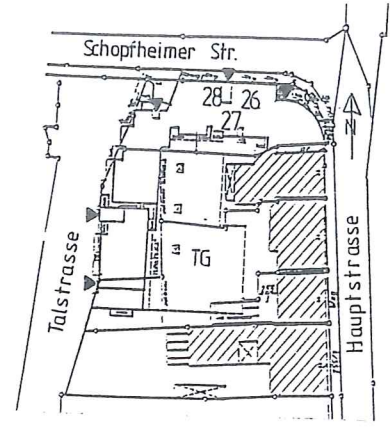 Schopfheimer Str.
28 26
27
N
TG
Talstrasse
Hauptstrasse